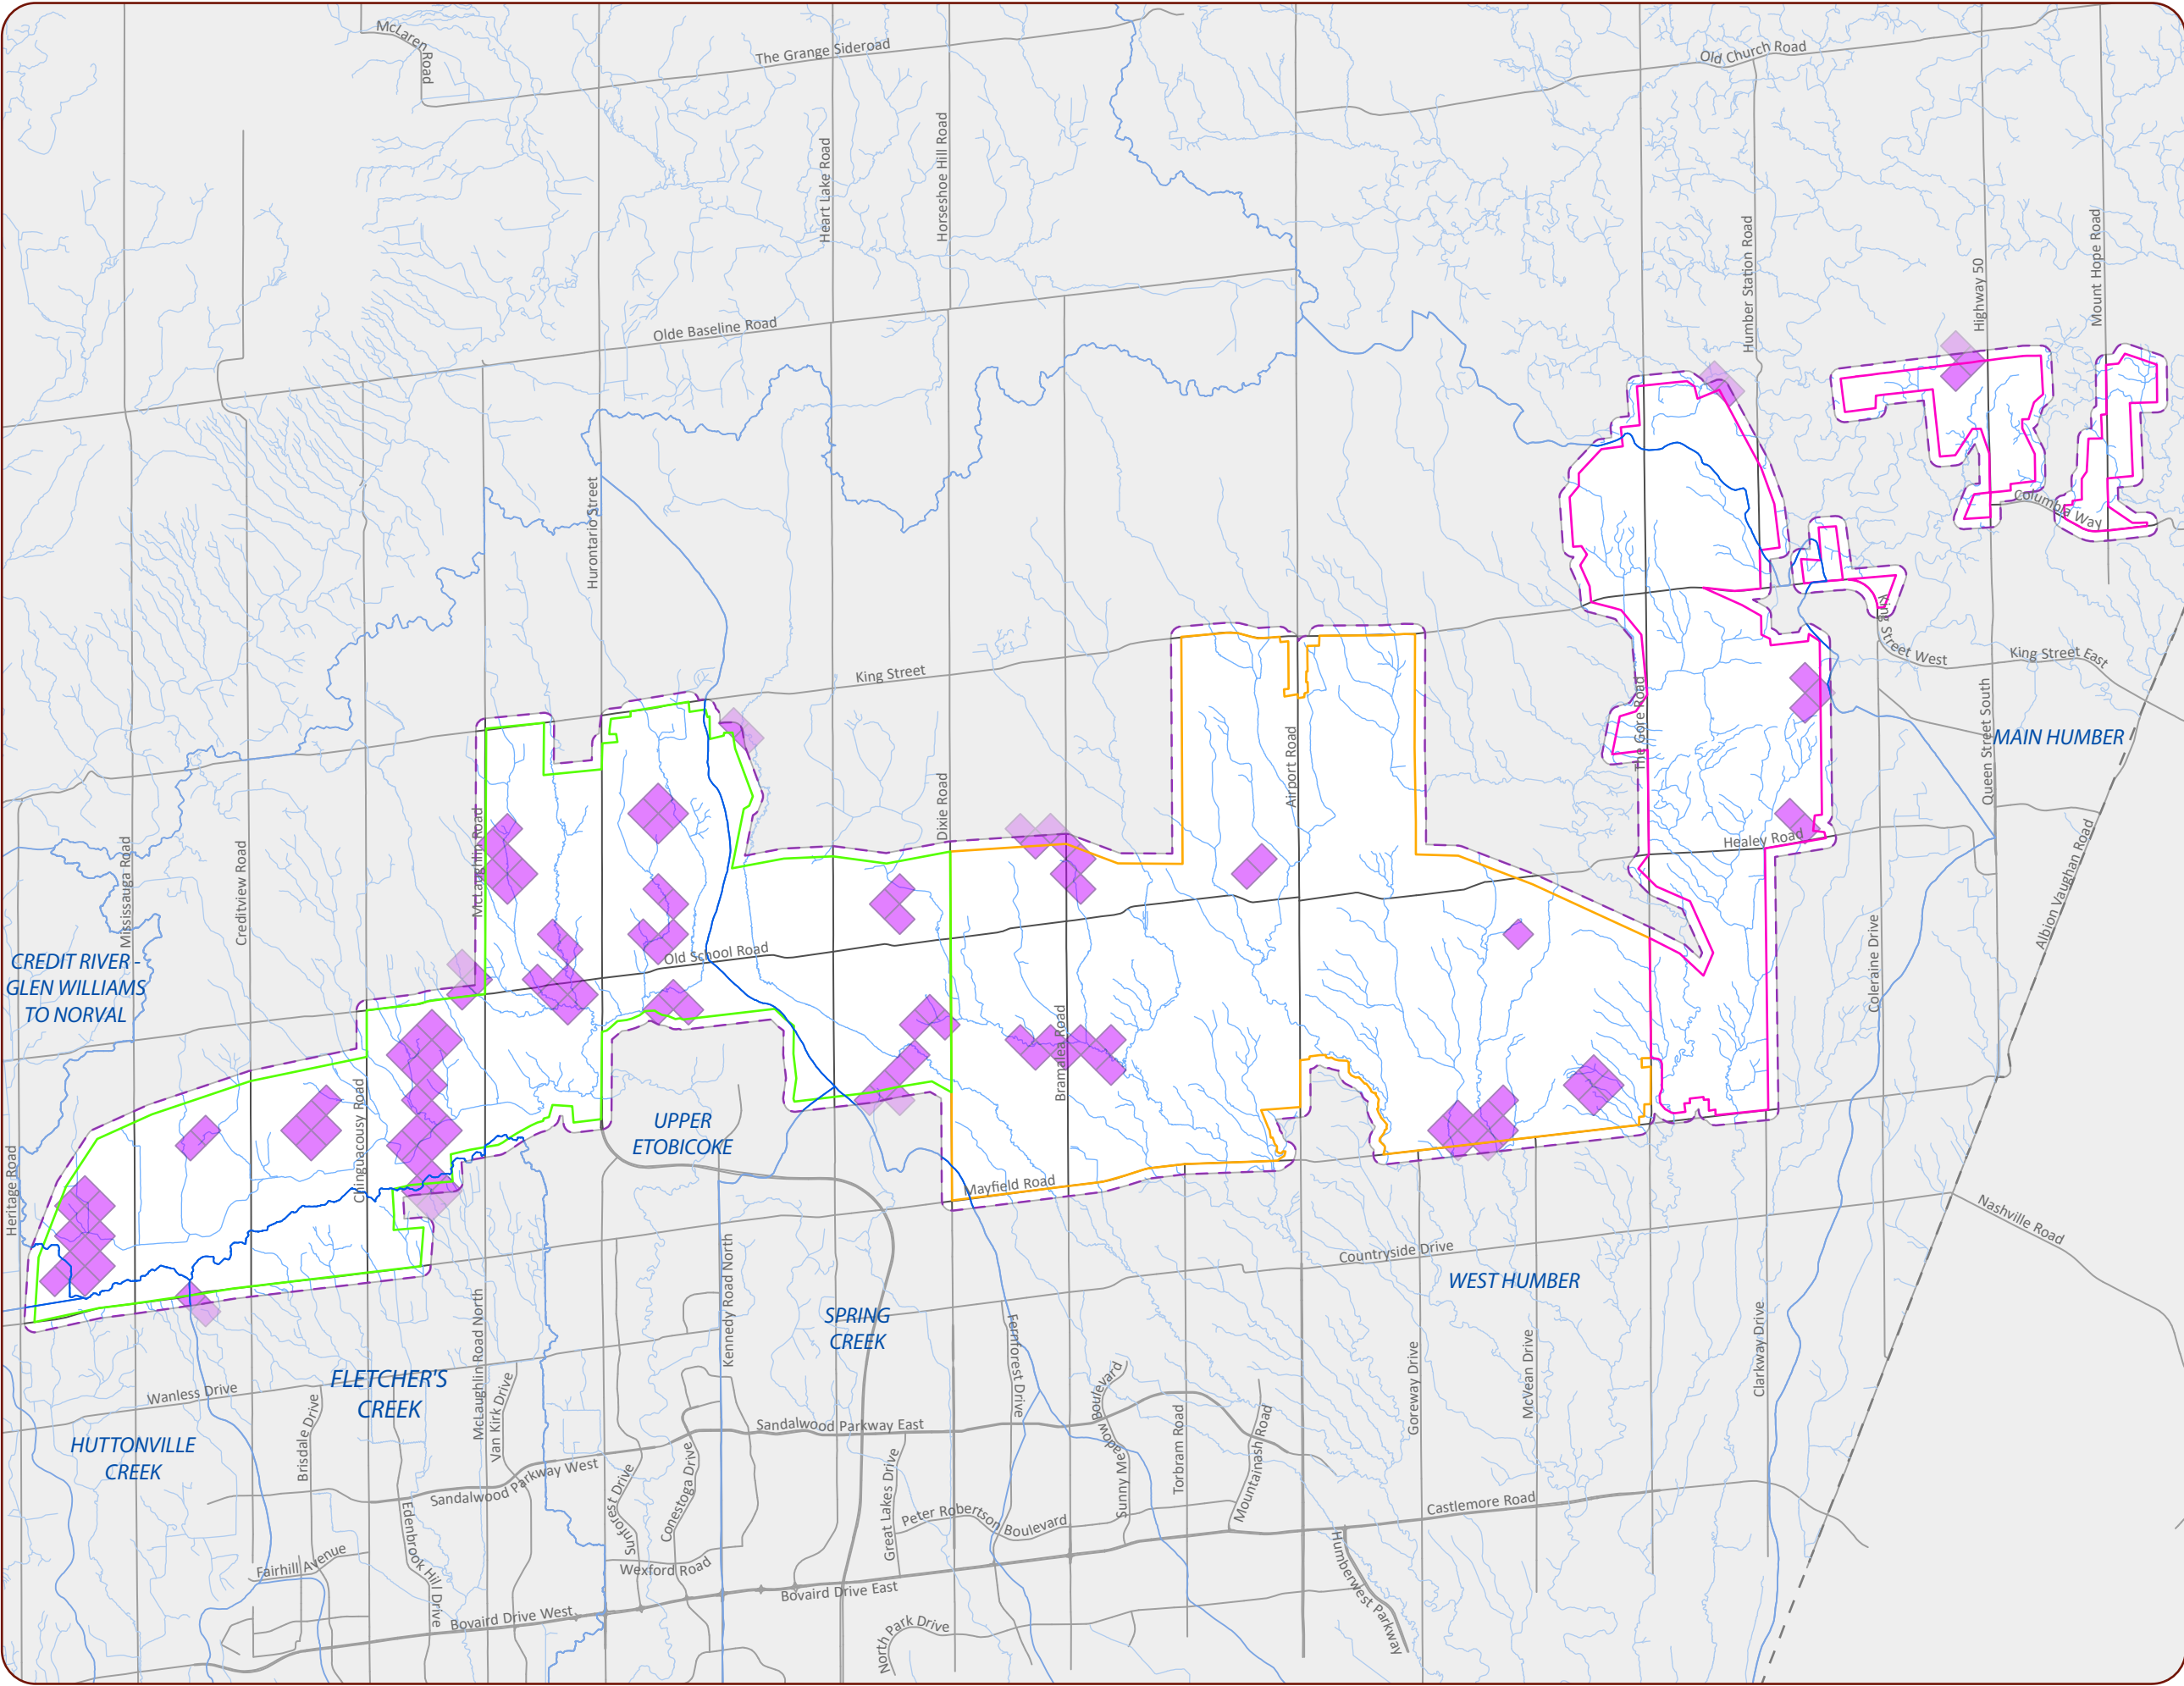 McLaren
Road
The Grange Sideroad
Old Church Road
Heart Lake Road
Horseshoe Hill Road
Humber Station Road
Highway 50
Mount Hope Road
Olde Baseline Road
Hurontario Street
Columbia Way
King Street
King Street West
King Street East
The Gore Road
Airport Road
Queen Street South
MAIN HUMBER
Mississauga Road
Creditview Road
McLaughlin Road
Dixie Road
Healey Road
Old School Road
Coleraine Drive
Albion Vaughan Road
CREDIT RIVER -
GLEN WILLIAMS
TO NORVAL
Chinguacousy Road
Bramalea Road
UPPER
ETOBICOKE
Heritage Road
Mayfield Road
Nashville Road
Countryside Drive
WEST HUMBER
Kennedy Road North
SPRING
CREEK
McLaughlin Road North
Fernforest Drive
Goreway Drive
McVean Drive
Clarkway Drive
FLETCHER'S
CREEK
Wanless Drive
Van Kirk Drive
Brisdale Drive
Sunny Meadow Boulevard
Torbram Road
Mountainash Road
Sandalwood Parkway East
HUTTONVILLE
CREEK
Sandalwood Parkway West
Sunforest Drive
Conestoga Drive
Great Lakes Drive
Peter Robertson Boulevard
Castlemore Road
Edenbrook Hill Drive
Fairhill Avenue
Wexford Road
Bovaird Drive East
Bovaird Drive West
Humberwest Parkway
North Park Drive